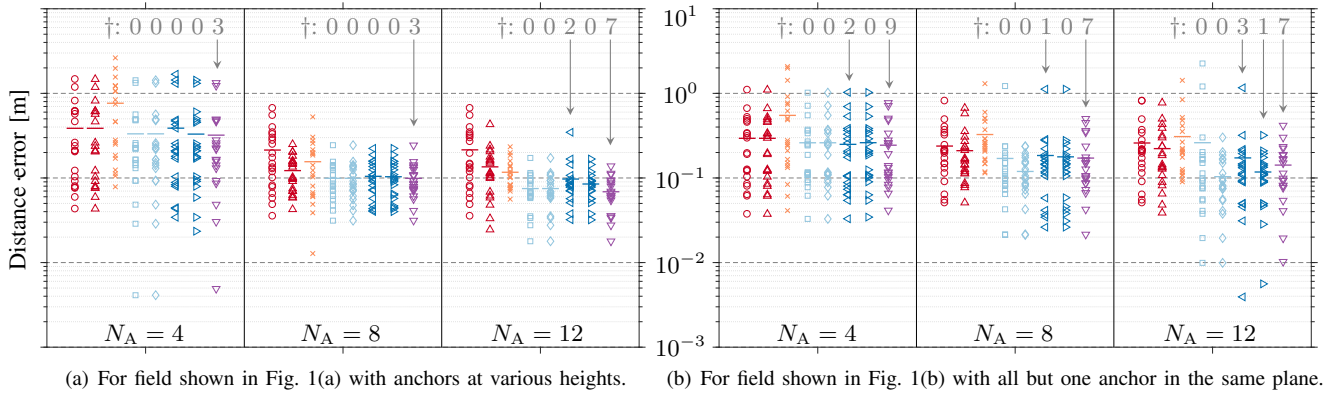 †: 0 0 0 0 3 †: 0 0 0 0 3 †: 0 0 2 0 7
Distance error [m]
N_A = 4 N_A = 8 N_A = 12
(a) For field shown in Fig. 1(a) with anchors at various heights.
10^1
10^0
10^−1
10^−2
10^−3
†: 0 0 2 0 9 †: 0 0 1 0 7 †: 0 0 3 1 7
N_A = 4 N_A = 8 N_A = 12
(b) For field shown in Fig. 1(b) with all but one anchor in the same plane.